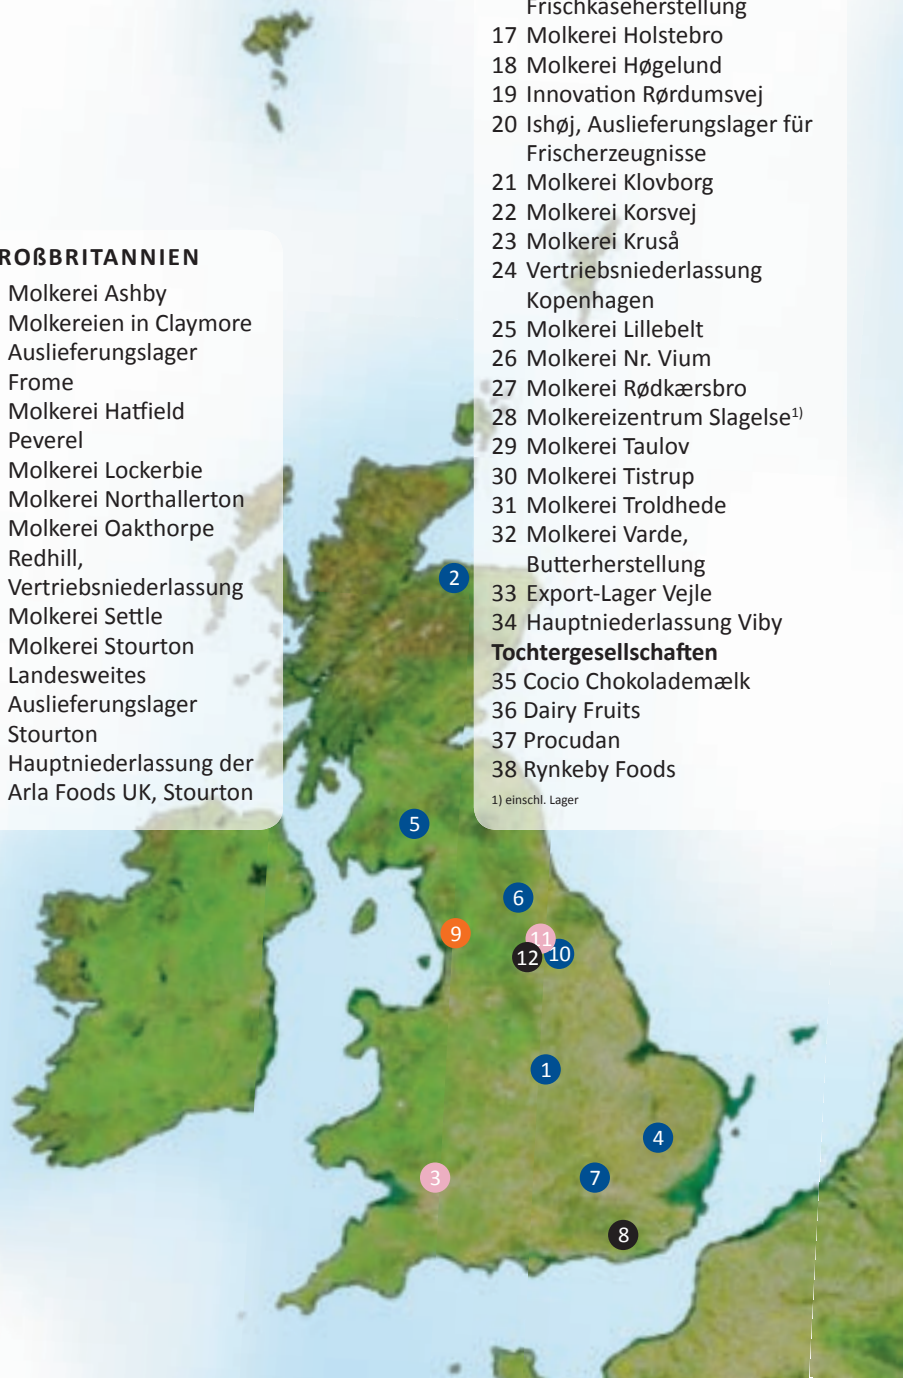 Frischkäseherstellung
17 Molkerei Holstebro
18 Molkerei Høgelund
19 Innovation Rørdumsvej
20 Ishøj, Auslieferungslager für
Frischerzeugnisse
21 Molkerei Klovborg
22 Molkerei Korsvej
23 Molkerei Kruså
24 Vertriebsniederlassung
Kopenhagen
25 Molkerei Lillebelt
26 Molkerei Nr. Vium
27 Molkerei Rødkærsbro
28 Molkereizentrum Slagelse1)
29 Molkerei Taulov
30 Molkerei Tistrup
31 Molkerei Troldhede
32 Molkerei Varde,
Butterherstellung
33 Export-Lager Vejle
34 Hauptniederlassung Viby
Tochtergesellschaften
35 Cocio Chokolademælk
36 Dairy Fruits
37 Procudan
38 Rynkeby Foods
1) einschl. Lager
ROßBRITANNIEN
Molkerei Ashby
Molkereien in Claymore
Auslieferungslager
Frome
Molkerei Hatfield
Peverel
Molkerei Lockerbie
Molkerei Northallerton
Molkerei Oakthorpe
Redhill,
Vertriebsniederlassung
Molkerei Settle
Molkerei Stourton
Landesweites
Auslieferungslager
Stourton
Hauptniederlassung der
Arla Foods UK, Stourton
2
5
6
9
11
12
10
1
4
3
7
8